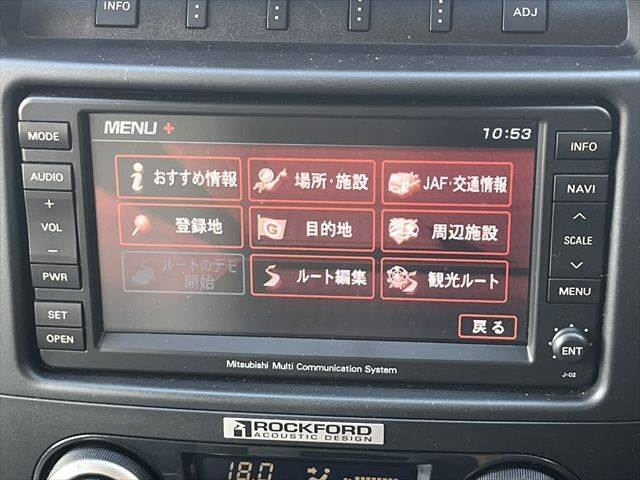 INFO
ADJ
MODE
AUDIO
+
VOL
−
PWR
SET
OPEN
MENU +
10:53
おすすめ情報
場所・施設
JAF・交通情報
登録地
G
目的地
周辺施設
ルートのデモ
開始
ルート編集
観光ルート
戻る
INFO
NAVI
SCALE
MENU
ENT
J-02
Mitsubishi Multi Communication System
ROCKFORD
ACOUSTIC DESIGN
18.0